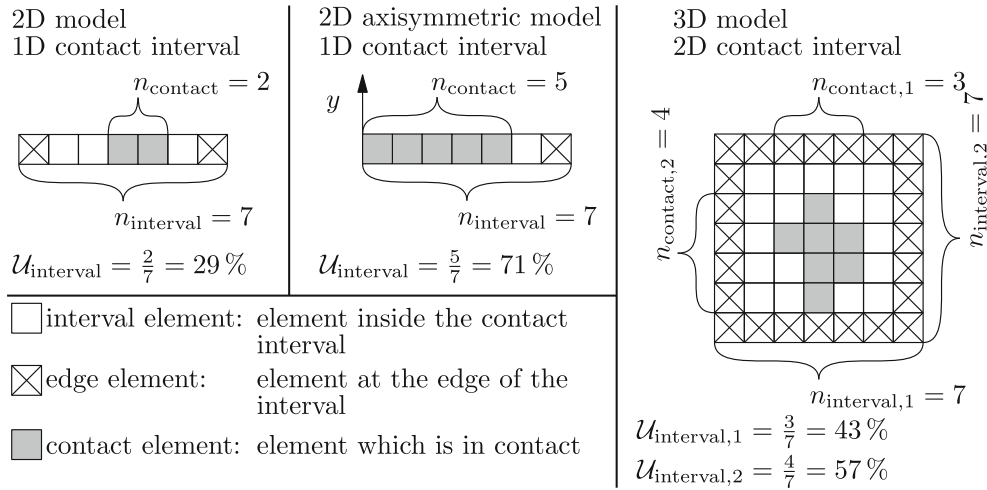 2D model
1D contact interval
n_contact = 2
n_interval = 7
𝒰_interval = 2/7 = 29 %
2D axisymmetric model
1D contact interval
n_contact = 5
y
n_interval = 7
𝒰_interval = 5/7 = 71 %
3D model
2D contact interval
n_contact,1 = 3
n_contact,2 = 4
n_interval,2 = 7
n_interval,1 = 7
𝒰_interval,1 = 3/7 = 43 %
𝒰_interval,2 = 4/7 = 57 %
interval element: element inside the contact
interval
edge element: element at the edge of the
interval
contact element: element which is in contact